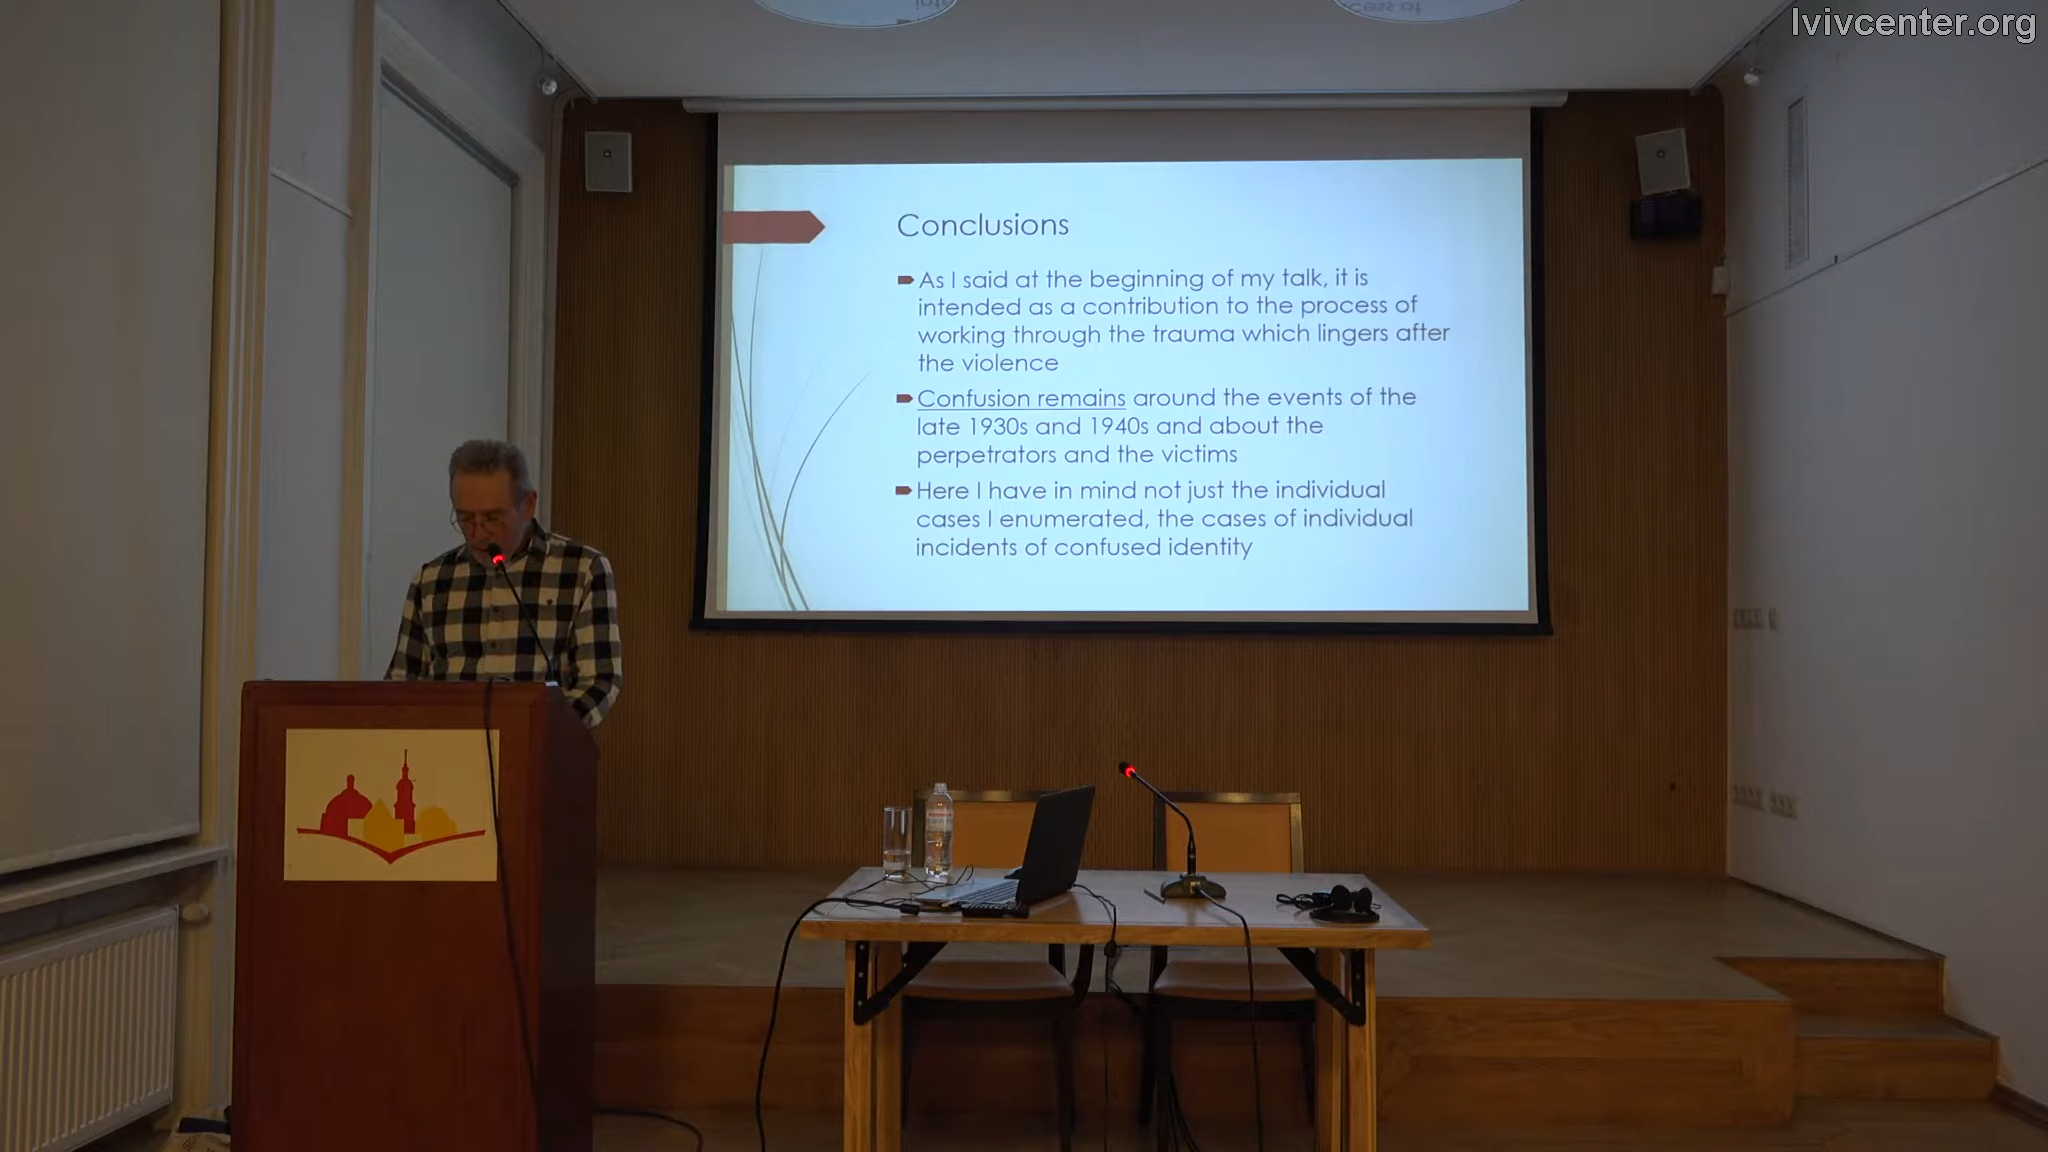 lvivcenter.org
Conclusions
As I said at the beginning of my talk, it is
intended as a contribution to the process of
working through the trauma which lingers after
the violence
Confusion remains around the events of the
late 1930s and 1940s and about the
perpetrators and the victims
Here I have in mind not just the individual
cases I enumerated, the cases of individual
incidents of confused identity